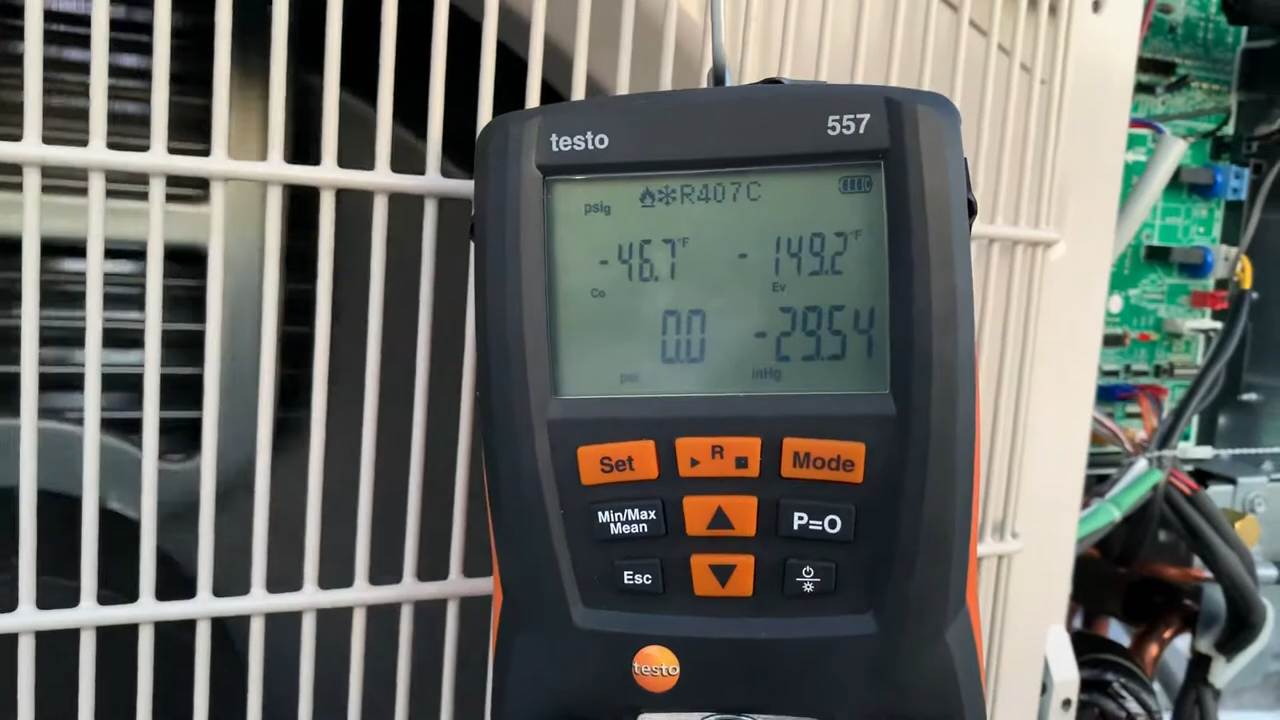 testo 557
R407C
psig
-46.7°F -149.2°F
Co Ev
0.0 -29.54
psi inHg
Set R Mode
Min/Max
Mean
P=O
Esc
testo